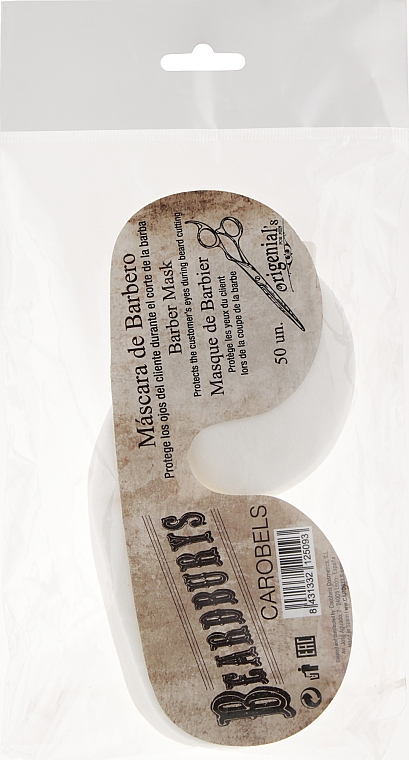 Máscara de Barbero
Protege los ojos del cliente durante el corte de la barba
Barber Mask
Protects the customer's eyes during beard cutting
Masque de Barbier
Protège les yeux du client
lors de la coupe de la barbe
50 un.
origenial's
BEARDBURYS
CAROBELS
8 431332 125093
EAC